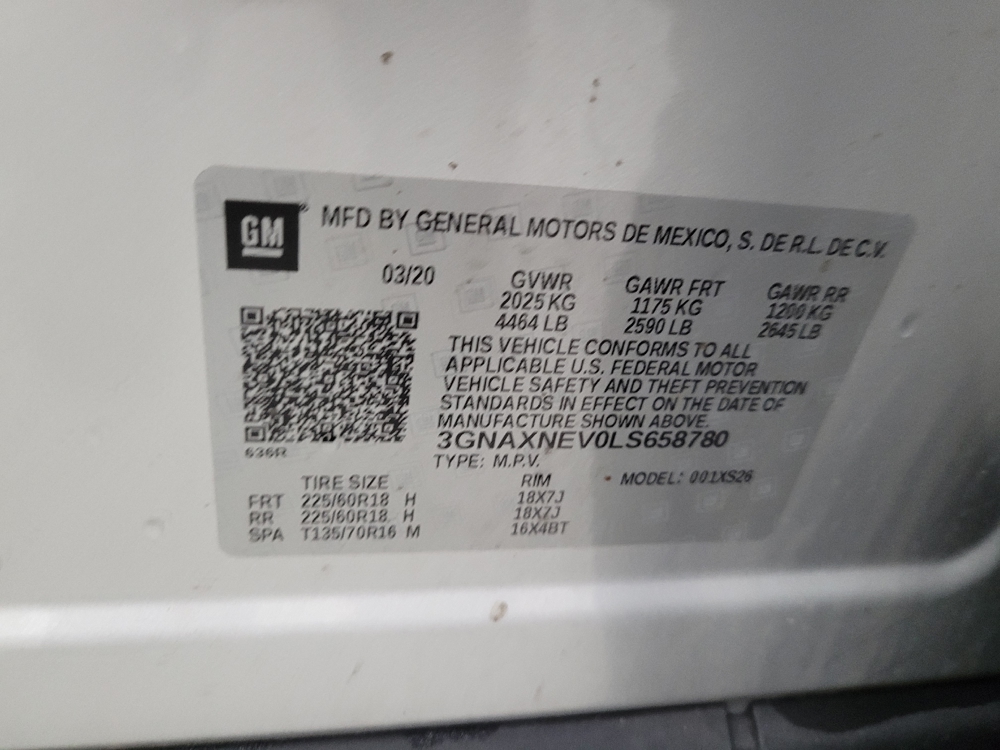 GM® MFD BY GENERAL MOTORS DE MEXICO, S. DE R.L. DE C.V.
03/20 GVWR GAWR FRT GAWR RR
2025 KG 1175 KG 1200 KG
4464 LB 2590 LB 2645 LB
THIS VEHICLE CONFORMS TO ALL
APPLICABLE U.S. FEDERAL MOTOR
VEHICLE SAFETY AND THEFT PREVENTION
STANDARDS IN EFFECT ON THE DATE OF
MANUFACTURE SHOWN ABOVE.
3GNAXNEV0LS658780
636R
TYPE: M.P.V.
TIRE SIZE RIM MODEL: 001XS26
FRT 225/60R18 H 18X7J
RR 225/60R18 H 18X7J
SPA T135/70R16 M 16X4BT